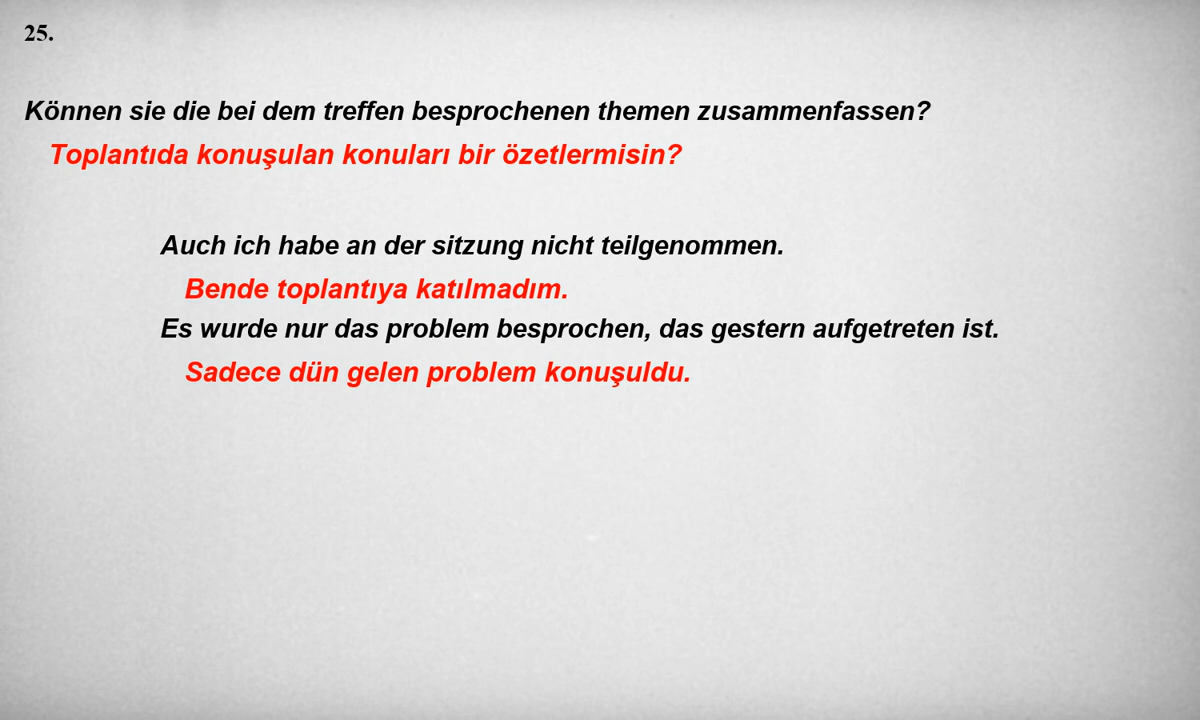 25.
Können sie die bei dem treffen besprochenen themen zusammenfassen?
Toplantıda konuşulan konuları bir özetlermisin?
Auch ich habe an der sitzung nicht teilgenommen.
Bende toplantıya katılmadım.
Es wurde nur das problem besprochen, das gestern aufgetreten ist.
Sadece dün gelen problem konuşuldu.